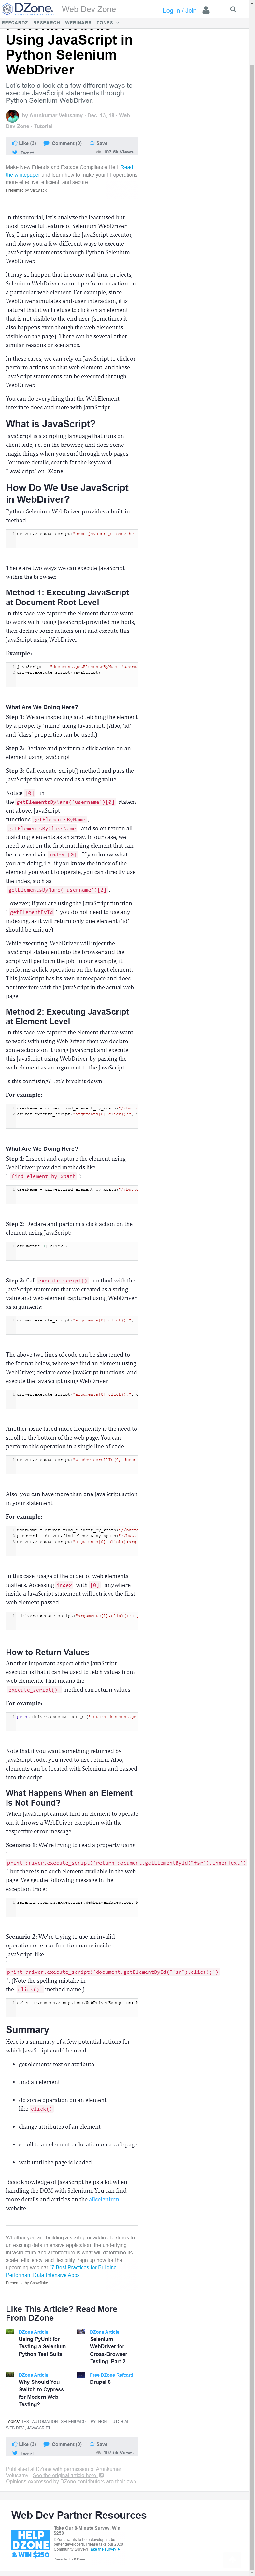 DZone.
Web Dev Zone
Log In / Join
REFCARDZ RESEARCH WEBINARS ZONES
Using JavaScript in
Python Selenium
WebDriver
Let's take a look at a few different ways to
execute JavaScript statements through
Python Selenium WebDriver.
by Arunkumar Velusamy · Dec. 13, 18 · Web
Dev Zone · Tutorial
Like (3) Comment (0) Save
Tweet 107.5k Views
Make New Friends and Escape Compliance Hell Read
the whitepaper and learn how to make your IT operations
more effective, efficient, and secure.
Presented by SaltStack
In this tutorial, let's analyze the least used but
most powerful feature of Selenium WebDriver.
Yes, I am going to discuss the JavaScript executor,
and show you a few different ways to execute
JavaScript statements through Python Selenium
WebDriver.
It may so happen that in some real-time projects,
Selenium WebDriver cannot perform an action on
a particular web element. For example, since
WebDriver simulates end-user interaction, it is
natural that it will refuse to click on an element
that is not visible to the end user (sometimes it
also happens even though the web element is
visible on the page). There can be several other
similar reasons or scenarios.
In these cases, we can rely on JavaScript to click or
perform actions on that web element, and these
JavaScript statements can be executed through
WebDriver.
You can do everything that the WebElement
interface does and more with JavaScript.
What is JavaScript?
JavaScript is a scripting language that runs on
client side, i.e, on the browser, and does some
magic things when you surf through web pages.
For more details, search for the keyword
"JavaScript" on DZone.
How Do We Use JavaScript
in WebDriver?
Python Selenium WebDriver provides a built-in
method:
driver.execute_script("some javascript code here
There are two ways we can execute JavaScript
within the browser.
Method 1: Executing JavaScript
at Document Root Level
In this case, we capture the element that we want
to work with, using JavaScript-provided methods,
then declare some actions on it and execute this
JavaScript using WebDriver.
Example:
javaScript = "document.getElementsByName('userna
driver.execute_script(javaScript)
What Are We Doing Here?
Step 1: We are inspecting and fetching the element
by a property 'name' using JavaScript. (Also, 'id'
and 'class' properties can be used.)
Step 2: Declare and perform a click action on an
element using JavaScript.
Step 3: Call execute_script() method and pass the
JavaScript that we created as a string value.
Notice [0] in
the getElementsByName('username')[0] statem
ent above. JavaScript
functions getElementsByName ,
getElementsByClassName , and so on return all
matching elements as an array. In our case, we
need to act on the first matching element that can
be accessed via index [0] . If you know what
you are doing, i.e., if you know the index of the
element you want to operate, you can directly use
the index, such as
getElementsByName('username')[2] .
However, if you are using the JavaScript function
' getElementById ', you do not need to use any
indexing, as it will return only one element ('id'
should be unique).
While executing, WebDriver will inject the
JavaScript statement into the browser and the
script will perform its job. In our example, it
performs a click operation on the target element.
This JavaScript has its own namespace and does
not interfere with the JavaScript in the actual web
page.
Method 2: Executing JavaScript
at Element Level
In this case, we capture the element that we want
to work with using WebDriver, then we declare
some actions on it using JavaScript and execute
this JavaScript using WebDriver by passing the
web element as an argument to the JavaScript.
Is this confusing? Let's break it down.
For example:
userName = driver.find_element_by_xpath("//butto
driver.execute_script("arguments[0].click();", u
What Are We Doing Here?
Step 1: Inspect and capture the element using
WebDriver-provided methods like
' find_element_by_xpath ':
userName = driver.find_element_by_xpath("//butto
Step 2: Declare and perform a click action on the
element using JavaScript:
arguments[0].click()
Step 3: Call execute_script() method with the
JavaScript statement that we created as a string
value and web element captured using WebDriver
as arguments:
driver.execute_script("arguments[0].click();", u
The above two lines of code can be shortened to
the format below, where we find an element using
WebDriver, declare some JavaScript functions, and
execute the JavaScript using WebDriver.
driver.execute_script("arguments[0].click();", d
Another issue faced more frequently is the need to
scroll to the bottom of the web page. You can
perform this operation in a single line of code:
driver.execute_script("window.scrollTo(0, docume
Also, you can have more than one JavaScript action
in your statement.
For example:
userName = driver.find_element_by_xpath("//butto
password = driver.find_element_by_xpath("//butto
driver.execute_script("arguments[0].click();argu
In this case, usage of the order of web elements
matters. Accessing index with [0] anywhere
inside a JavaScript statement will retrieve the first
web element passed.
driver.execute_script("arguments[1].click();arg
How to Return Values
Another important aspect of the JavaScript
executor is that it can be used to fetch values from
web elements. That means the
execute_script() method can return values.
For example:
print driver.execute_script('return document.get
Note that if you want something returned by
JavaScript code, you need to use return. Also,
elements can be located with Selenium and passed
into the script.
What Happens When an Element
Is Not Found?
When JavaScript cannot find an element to operate
on, it throws a WebDriver exception with the
respective error message.
Scenario 1: We're trying to read a property using
'
print driver.execute_script('return document.getElementById("fsr").innerText')
' but there is no such element available in the web
page. We get the following message in the
exception trace:
selenium.common.exceptions.WebDriverException: M
Scenario 2: We're trying to use an invalid
operation or error function name inside
JavaScript, like
'
print driver.execute_script('document.getElementById("fsr").clic();')
'. (Note the spelling mistake in
the click() method name.)
selenium.common.exceptions.WebDriverException: M
Summary
Here is a summary of a few potential actions for
which JavaScript could be used.
get elements text or attribute
find an element
do some operation on an element,
like click()
change attributes of an element
scroll to an element or location on a web page
wait until the page is loaded
Basic knowledge of JavaScript helps a lot when
handling the DOM with Selenium. You can find
more details and articles on the allselenium
website.
Whether you are building a startup or adding features to
an existing data intensive application, the underlying
infrastructure and architecture is what will determine its
scale, efficiency, and flexibility. Sign up now for the
upcoming webinar "7 Best Practices for Building
Performant Data-Intensive Apps"
Presented by Snowflake
Like This Article? Read More
From DZone
DZone Article
Using PyUnit for
Testing a Selenium
Python Test Suite
DZone Article
Selenium
WebDriver for
Cross-Browser
Testing, Part 2
DZone Article
Why Should You
Switch to Cypress
for Modern Web
Testing?
Free DZone Refcard
Drupal 8
Topics: TEST AUTOMATION , SELENIUM 3.0 , PYTHON , TUTORIAL ,
WEB DEV , JAVASCRIPT
Like (3) Comment (0) Save
Tweet 107.5k Views
Published at DZone with permission of Arunkumar
Velusamy . See the original article here.
Opinions expressed by DZone contributors are their own.
Web Dev Partner Resources
HELP
DZONE
& WIN $250
Take Our 6-Minute Survey, Win
$250
DZone wants to help developers be
better developers. Please take our 2020
Community Survey! Take the survey ►
Presented by DZone